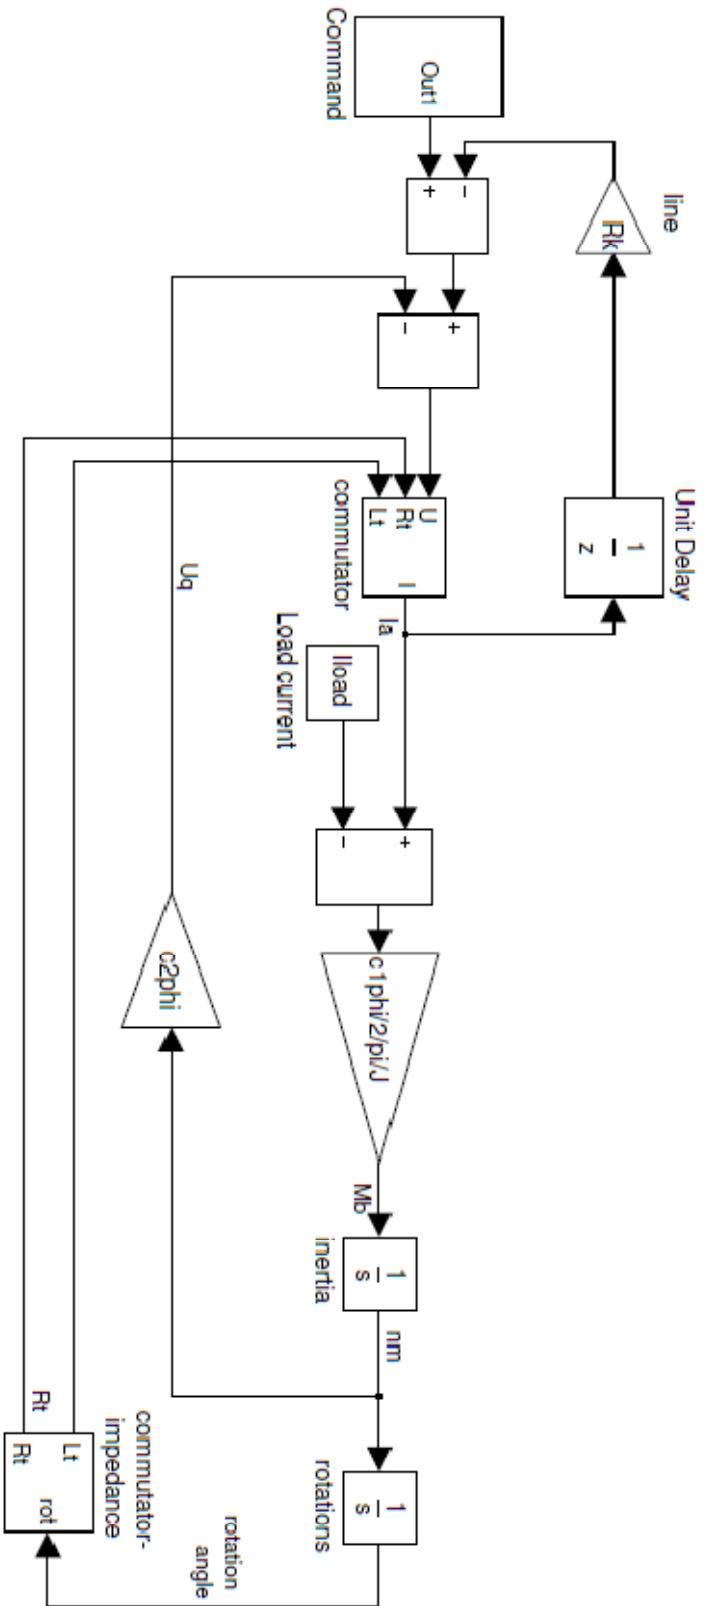 line
Rk
Unit Delay
1
z
Out1
Command
−
+
+
−
U
Rt
Lt
I
commutator
Ia
Iload
Load current
+
−
c1phi/2/pi/J
Mb
1
s
inertia
nm
1
s
rotations
Uq
c2phi
rotation
angle
Rt
Lt
Rt
rot
commutator-
impedance